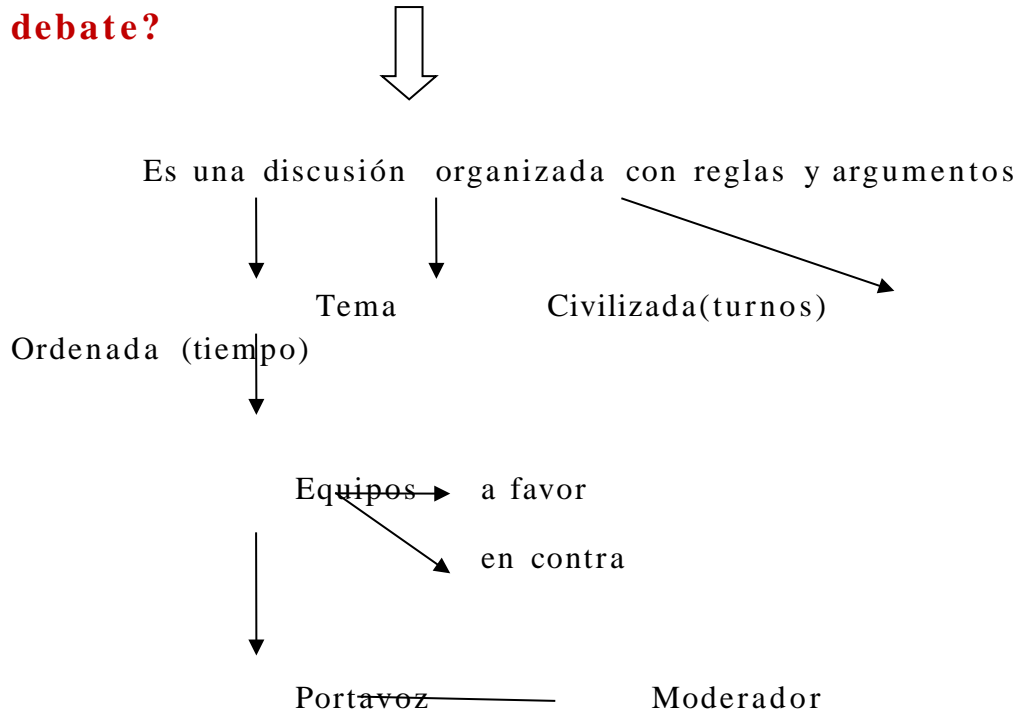 debate?
Es una discusión organizada con reglas y argumentos
Tema Civilizada(turnos)
Ordenada (tiempo)
Equipos a favor
en contra
Portavoz Moderador